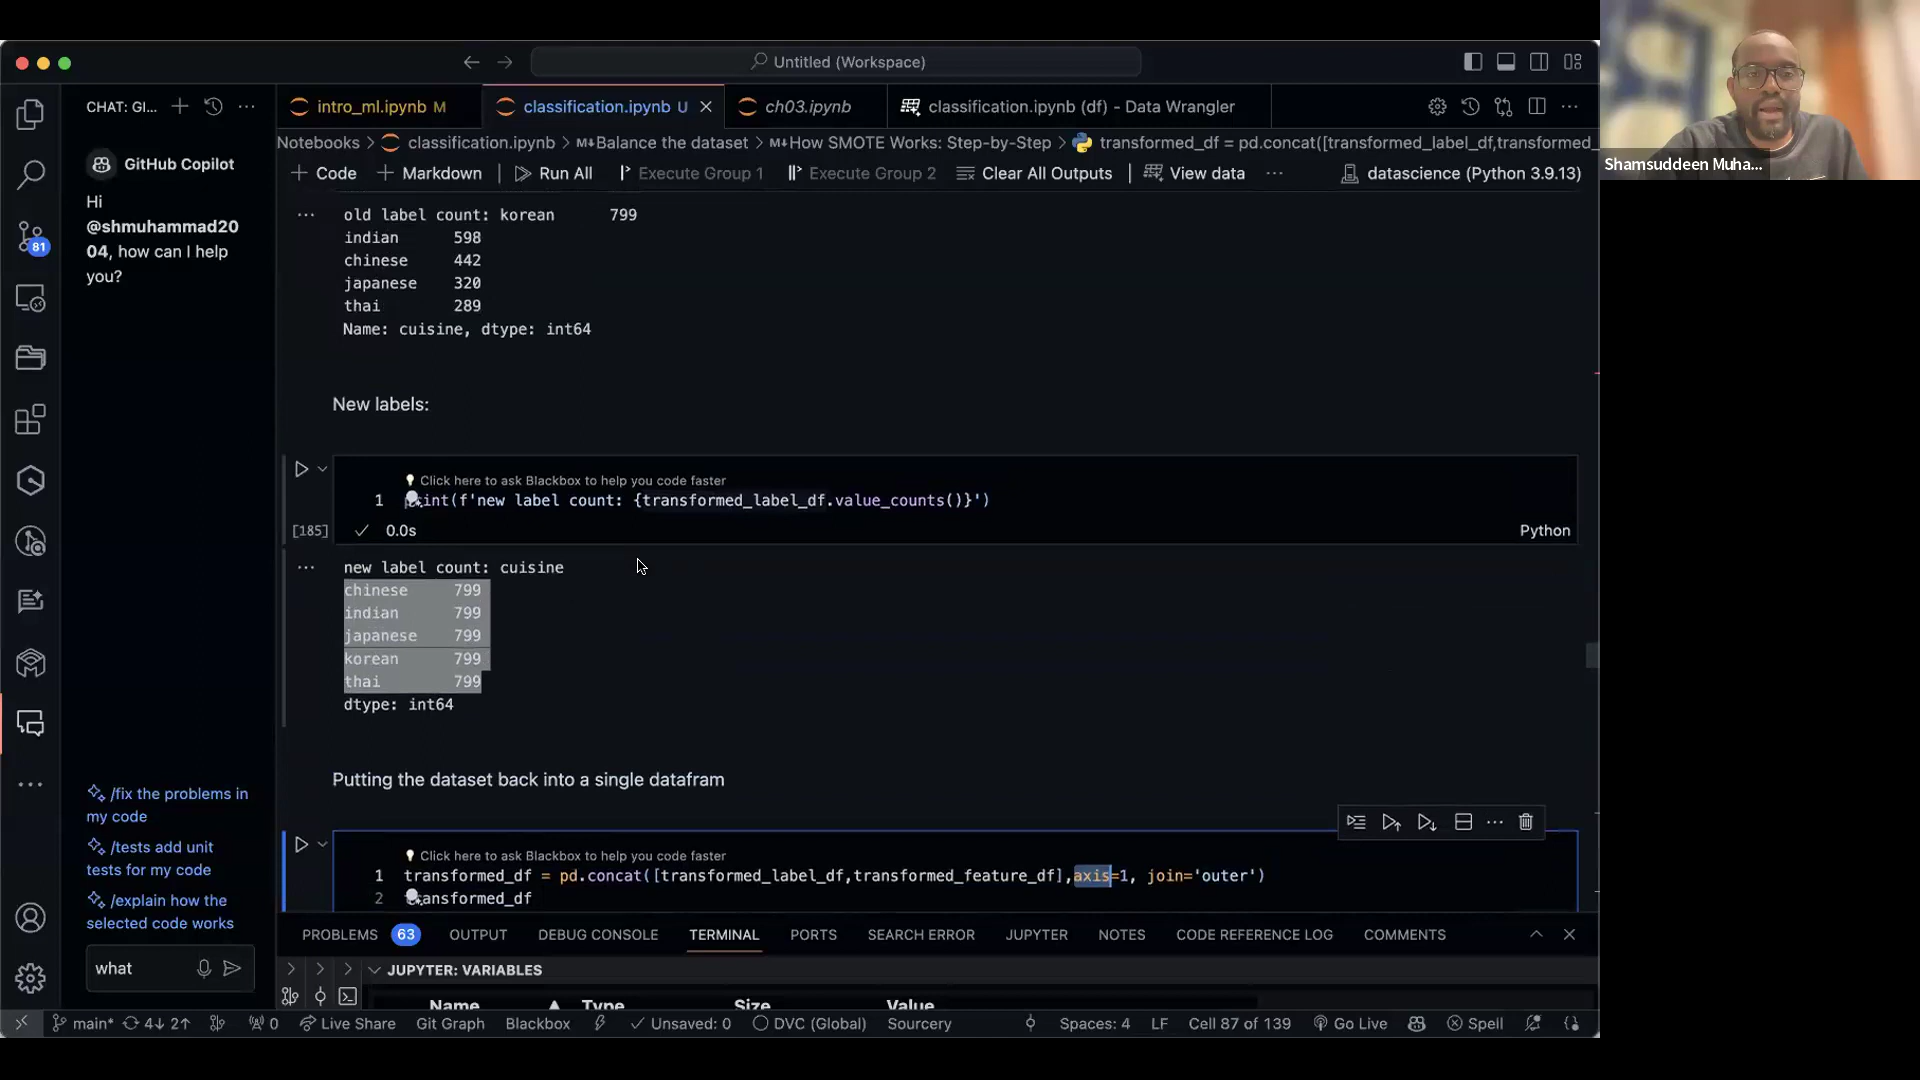 Untitled (Workspace)
CHAT: GI...
intro_ml.ipynb M
classification.ipynb U
ch03.ipynb
classification.ipynb (df) - Data Wrangler
Notebooks > classification.ipynb > M↓Balance the dataset > M↓How SMOTE Works: Step-by-Step > transformed_df = pd.concat([transformed_label_df,transformed_
Code
Markdown
Run All
Execute Group 1
Execute Group 2
Clear All Outputs
View data
datascience (Python 3.9.13)
Shamsuddeen Muha...
GitHub Copilot
Hi
@shmuhammad20
04, how can I help
you?
81
old label count: korean 799
indian 598
chinese 442
japanese 320
thai 289
Name: cuisine, dtype: int64
New labels:
Click here to ask Blackbox to help you code faster
1 print(f'new label count: {transformed_label_df.value_counts()}')
[185] 0.0s Python
new label count: cuisine
chinese 799
indian 799
japanese 799
korean 799
thai 799
dtype: int64
Putting the dataset back into a single datafram
Click here to ask Blackbox to help you code faster
1 transformed_df = pd.concat([transformed_label_df,transformed_feature_df],axis=1, join='outer')
2 transformed_df
/fix the problems in
my code
/tests add unit
tests for my code
/explain how the
selected code works
what
PROBLEMS 63
OUTPUT
DEBUG CONSOLE
TERMINAL
PORTS
SEARCH ERROR
JUPYTER
NOTES
CODE REFERENCE LOG
COMMENTS
JUPYTER: VARIABLES
Name Type Size Value
main* 4↓ 2↑
0
Live Share
Git Graph
Blackbox
Unsaved: 0
DVC (Global)
Sourcery
Spaces: 4
LF
Cell 87 of 139
Go Live
Spell